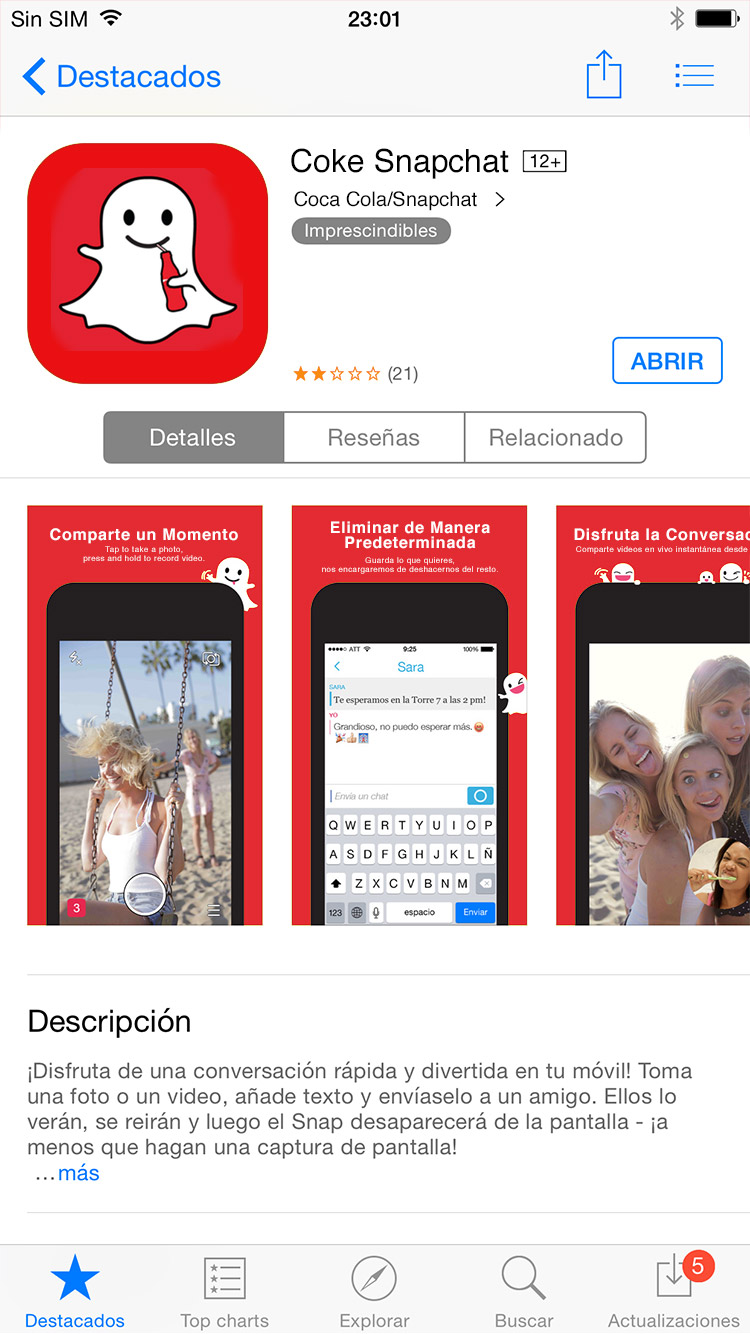 Sin SIM 23:01
Destacados
Coke Snapchat 12+
Coca Cola/Snapchat
Imprescindibles
(21)
ABRIR
Detalles Reseñas Relacionado
Comparte un Momento
Tap to take a photo,
press and hold to record video.
3
Eliminar de Manera
Predeterminada
Guarda lo que quieres,
nos encargaremos de deshacernos del resto.
ATT 9:25 100%
Sara
SARA
Te esperamos en la Torre 7 a las 2 pm!
YO
Grandioso, no puedo esperar más.
Envía un chat
Q W E R T Y U I O P
A S D F G H J K L Ñ
Z X C V B N M
123 espacio Enviar
Disfruta la Conversac
Comparte videos en vivo instantánea desde
Descripción
¡Disfruta de una conversación rápida y divertida en tu móvil! Toma
una foto o un video, añade texto y envíaselo a un amigo. Ellos lo
verán, se reirán y luego el Snap desaparecerá de la pantalla - ¡a
menos que hagan una captura de pantalla!
...más
5
Destacados Top charts Explorar Buscar Actualizaciones